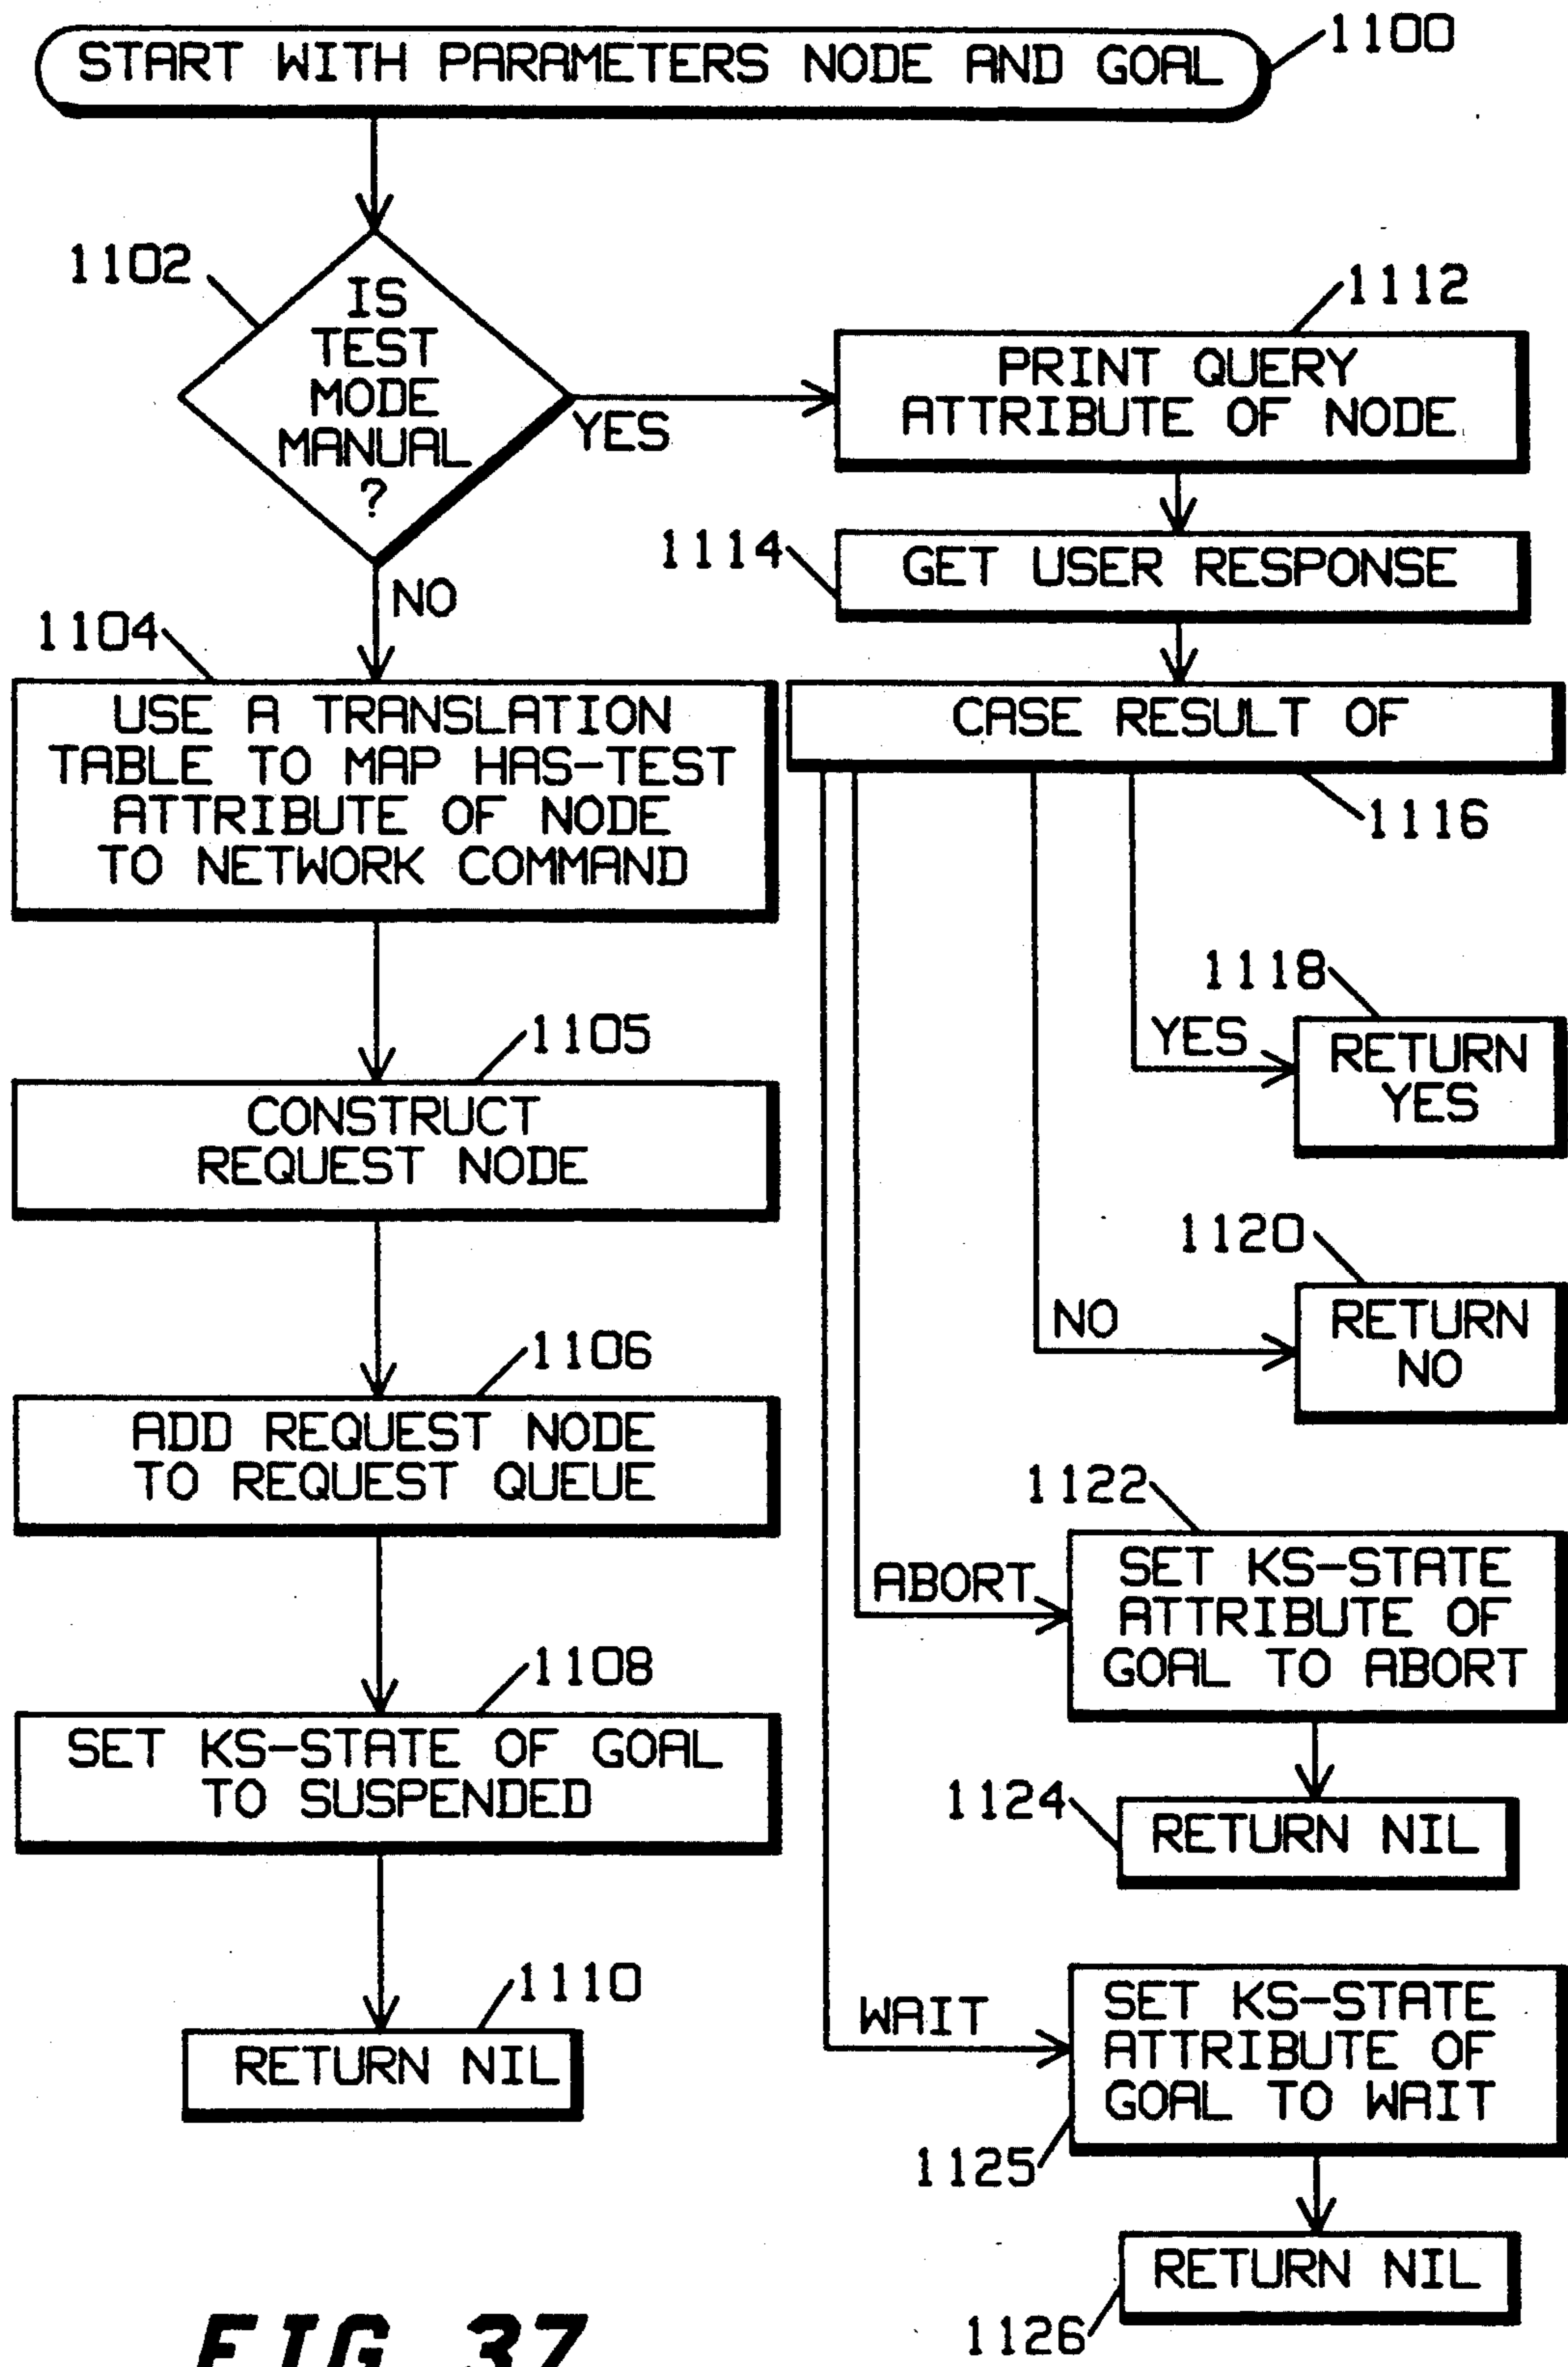 START WITH PARAMETERS NODE AND GOAL
1100
1102
IS
TEST
MODE
MANUAL
?
YES
NO
1112
PRINT QUERY
ATTRIBUTE OF NODE
1114
GET USER RESPONSE
1104
USE A TRANSLATION
TABLE TO MAP HAS-TEST
ATTRIBUTE OF NODE
TO NETWORK COMMAND
CASE RESULT OF
1116
1105
CONSTRUCT
REQUEST NODE
1118
YES
RETURN
YES
1120
NO
RETURN
NO
1106
ADD REQUEST NODE
TO REQUEST QUEUE
1122
ABORT
SET KS-STATE
ATTRIBUTE OF
GOAL TO ABORT
1108
SET KS-STATE OF GOAL
TO SUSPENDED
1124
RETURN NIL
1110
RETURN NIL
WAIT
SET KS-STATE
ATTRIBUTE OF
GOAL TO WAIT
1125
RETURN NIL
1126
FIG 37